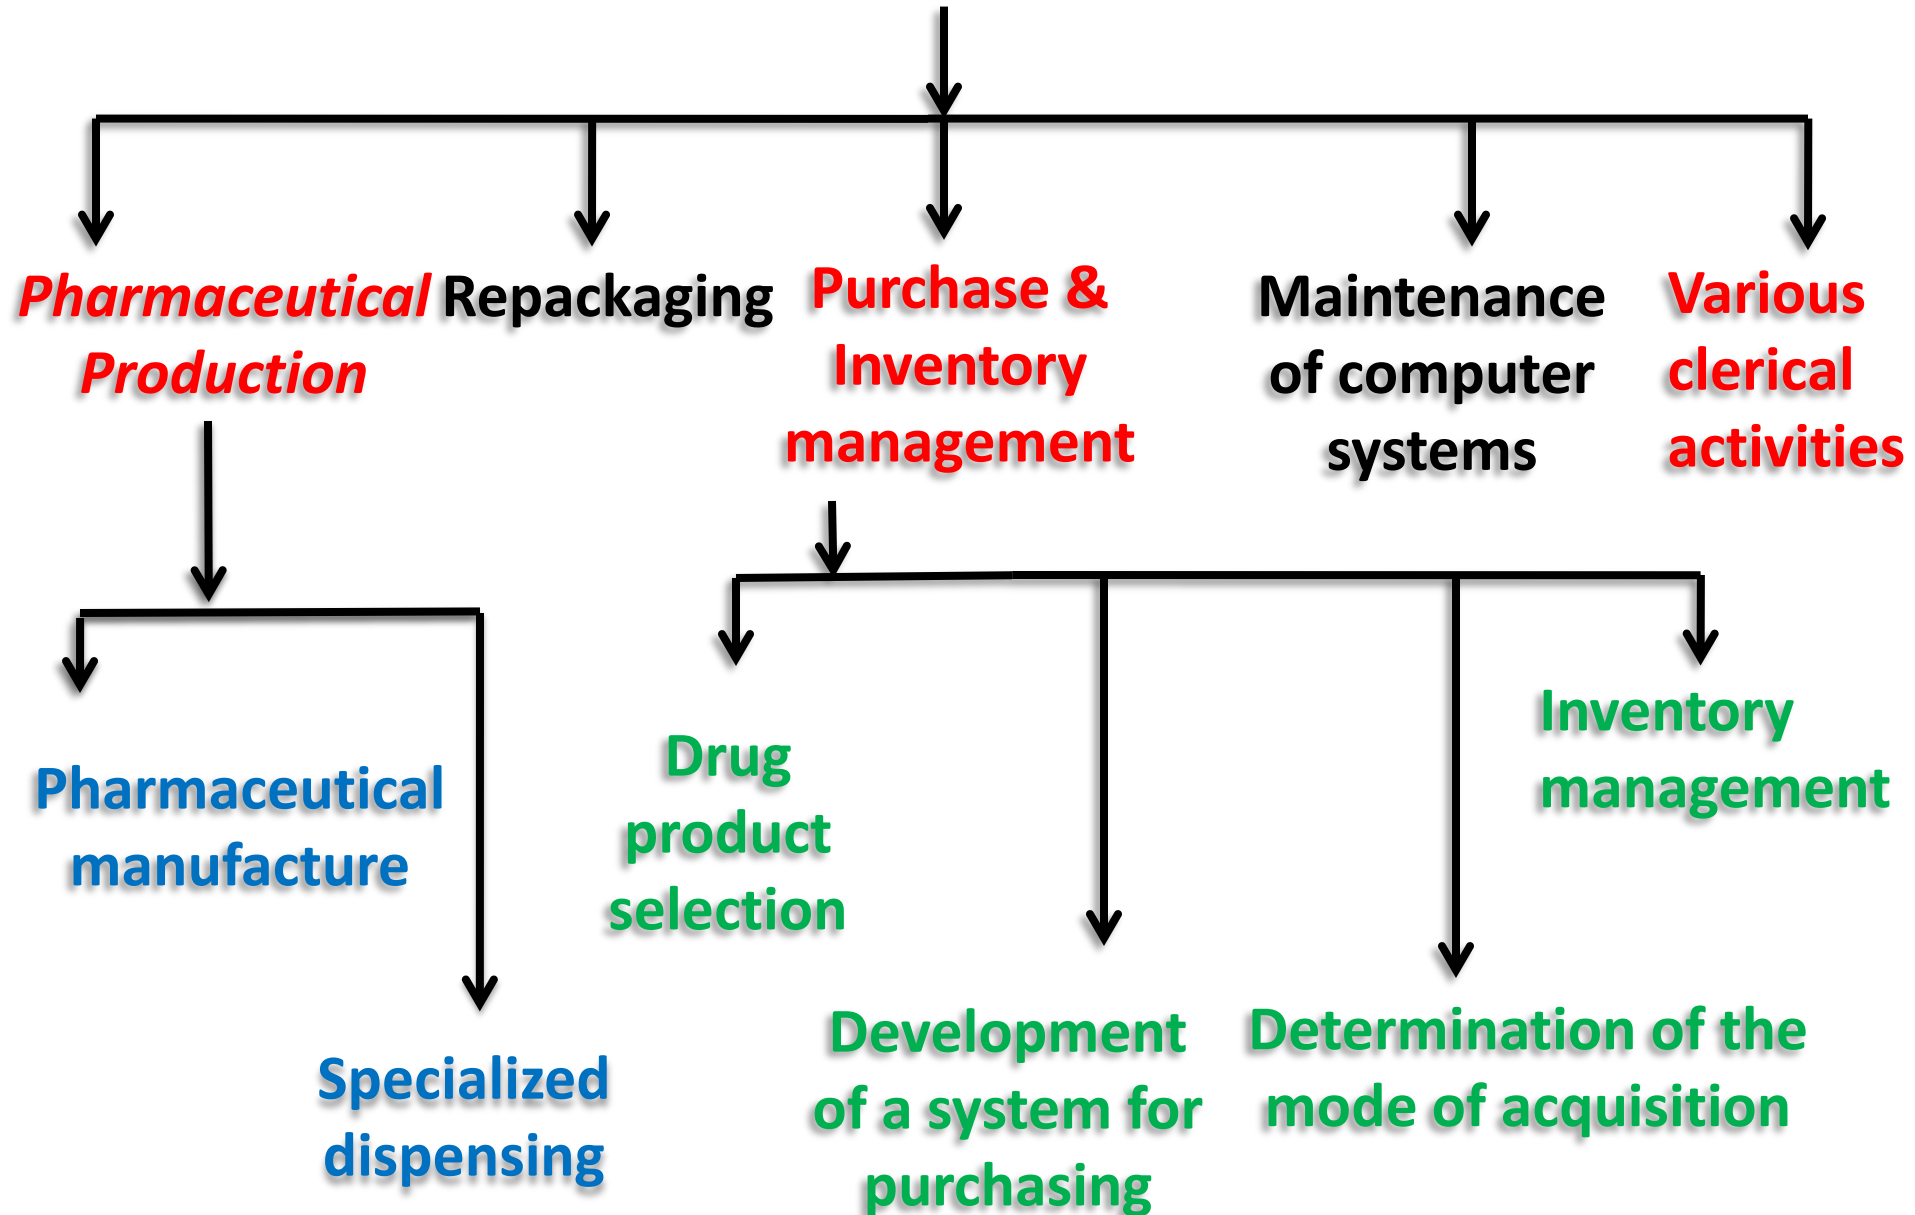 Pharmaceutical
Production
Repackaging
Purchase &
Inventory
management
Maintenance
of computer
systems
Various
clerical
activities
Pharmaceutical
manufacture
Specialized
dispensing
Drug
product
selection
Development
of a system for
purchasing
Determination of the
mode of acquisition
Inventory
management